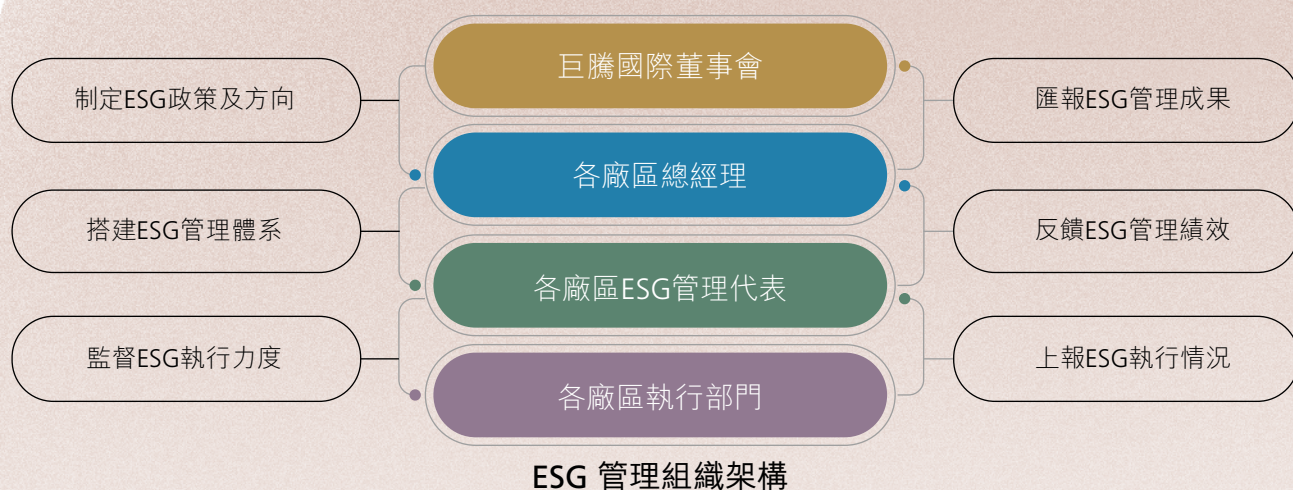 巨騰國際董事會
制定ESG政策及方向
匯報ESG管理成果
各廠區總經理
搭建ESG管理體系
反饋ESG管理績效
各廠區ESG管理代表
監督ESG執行力度
上報ESG執行情況
各廠區執行部門
ESG 管理組織架構